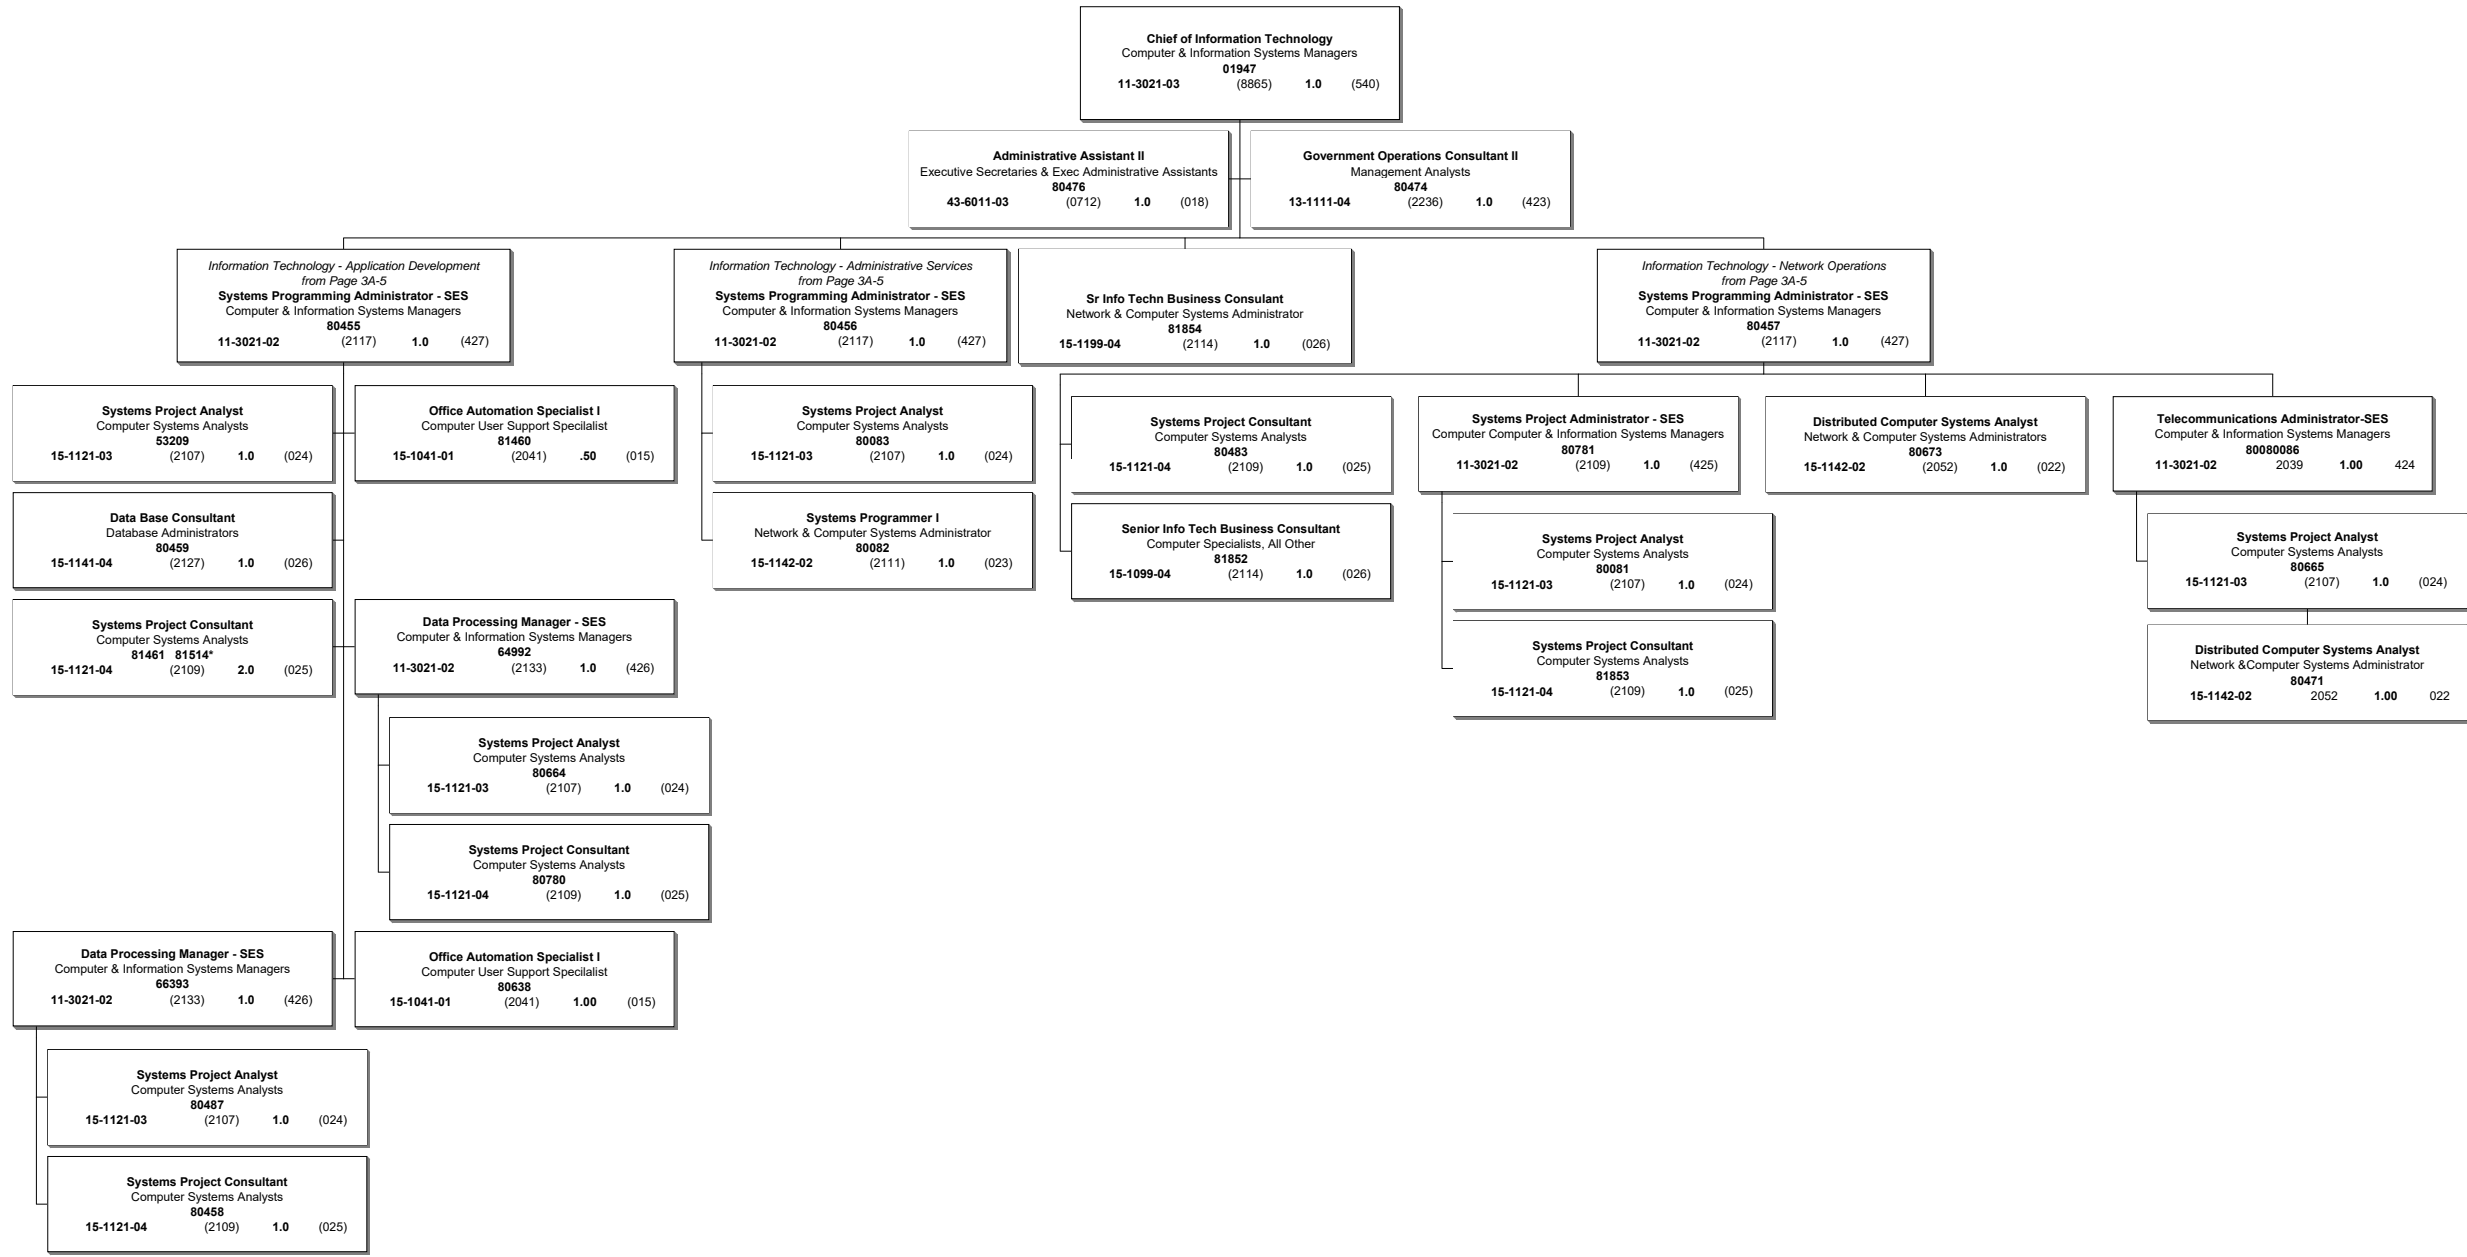 Chief of Information Technology
Computer & Information Systems Managers
01947
11-3021-03 (8865) 1.0 (540)
Administrative Assistant II
Executive Secretaries & Exec Administrative Assistants
80476
43-6011-03 (0712) 1.0 (018)
Government Operations Consultant II
Management Analysts
80474
13-1111-04 (2236) 1.0 (423)
Information Technology - Application Development
from Page 3A-5
Systems Programming Administrator - SES
Computer & Information Systems Managers
80455
11-3021-02 (2117) 1.0 (427)
Information Technology - Administrative Services
from Page 3A-5
Systems Programming Administrator - SES
Computer & Information Systems Managers
80456
11-3021-02 (2117) 1.0 (427)
Sr Info Techn Business Consulant
Network & Computer Systems Administrator
81854
15-1199-04 (2114) 1.0 (026)
Information Technology - Network Operations
from Page 3A-5
Systems Programming Administrator - SES
Computer & Information Systems Managers
80457
11-3021-02 (2117) 1.0 (427)
Systems Project Analyst
Computer Systems Analysts
53209
15-1121-03 (2107) 1.0 (024)
Office Automation Specialist I
Computer User Support Specilalist
81460
15-1041-01 (2041) .50 (015)
Data Base Consultant
Database Administrators
80459
15-1141-04 (2127) 1.0 (026)
Systems Project Consultant
Computer Systems Analysts
81461 81514*
15-1121-04 (2109) 2.0 (025)
Data Processing Manager - SES
Computer & Information Systems Managers
64992
11-3021-02 (2133) 1.0 (426)
Systems Project Analyst
Computer Systems Analysts
80664
15-1121-03 (2107) 1.0 (024)
Systems Project Consultant
Computer Systems Analysts
80780
15-1121-04 (2109) 1.0 (025)
Data Processing Manager - SES
Computer & Information Systems Managers
66393
11-3021-02 (2133) 1.0 (426)
Office Automation Specialist I
Computer User Support Specilalist
80638
15-1041-01 (2041) 1.00 (015)
Systems Project Analyst
Computer Systems Analysts
80487
15-1121-03 (2107) 1.0 (024)
Systems Project Consultant
Computer Systems Analysts
80458
15-1121-04 (2109) 1.0 (025)
Systems Project Analyst
Computer Systems Analysts
80083
15-1121-03 (2107) 1.0 (024)
Systems Programmer I
Network & Computer Systems Administrator
80082
15-1142-02 (2111) 1.0 (023)
Systems Project Consultant
Computer Systems Analysts
80483
15-1121-04 (2109) 1.0 (025)
Senior Info Tech Business Consultant
Computer Specialists, All Other
81852
15-1099-04 (2114) 1.0 (026)
Systems Project Administrator - SES
Computer Computer & Information Systems Managers
80781
11-3021-02 (2109) 1.0 (425)
Systems Project Analyst
Computer Systems Analysts
80081
15-1121-03 (2107) 1.0 (024)
Systems Project Consultant
Computer Systems Analysts
81853
15-1121-04 (2109) 1.0 (025)
Distributed Computer Systems Analyst
Network & Computer Systems Administrators
80673
15-1142-02 (2052) 1.0 (022)
Telecommunications Administrator-SES
Computer & Information Systems Managers
80080086
11-3021-02 2039 1.00 424
Systems Project Analyst
Computer Systems Analysts
80665
15-1121-03 (2107) 1.0 (024)
Distributed Computer Systems Analyst
Network &Computer Systems Administrator
80471
15-1142-02 2052 1.00 022